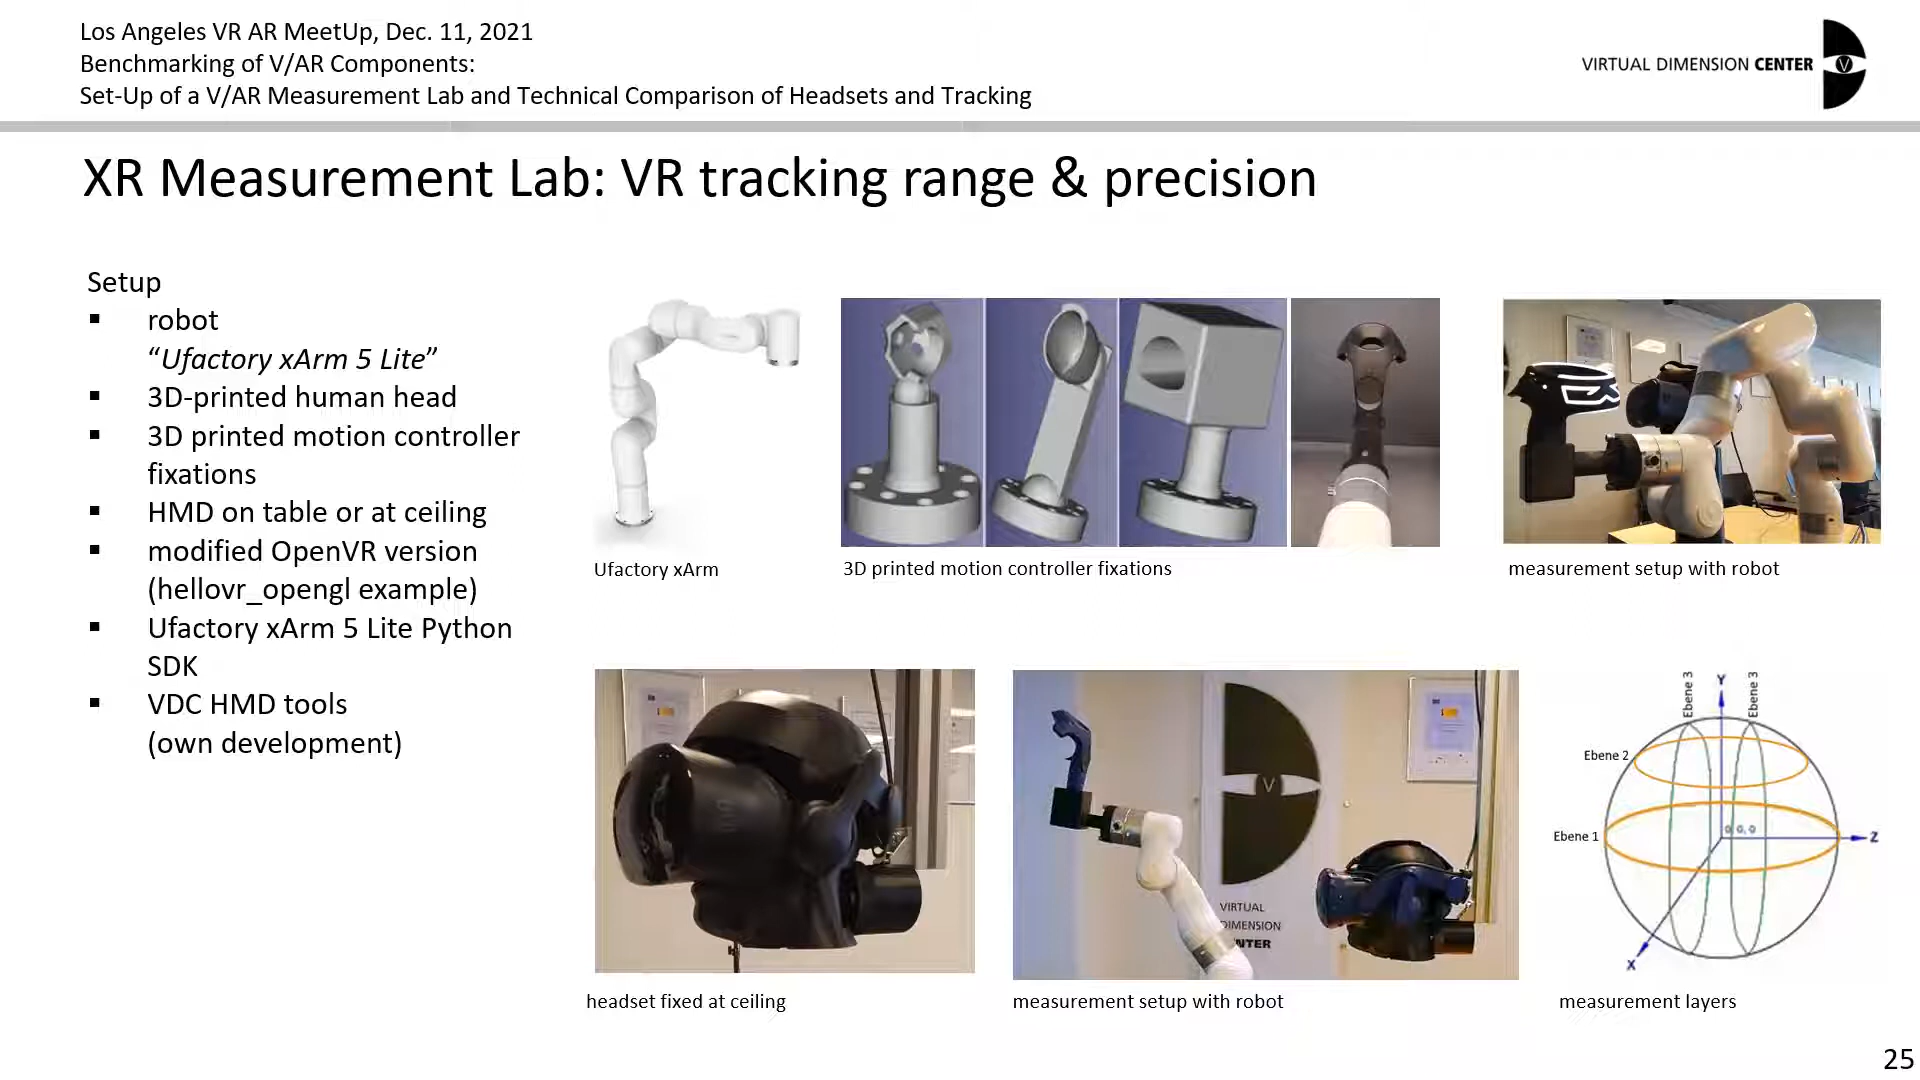 Los Angeles VR AR MeetUp, Dec. 11, 2021
Benchmarking of V/AR Components:
Set-Up of a V/AR Measurement Lab and Technical Comparison of Headsets and Tracking
VIRTUAL DIMENSION CENTER
V
XR Measurement Lab: VR tracking range & precision
Setup
▪ robot
“Ufactory xArm 5 Lite”
▪ 3D-printed human head
▪ 3D printed motion controller
fixations
▪ HMD on table or at ceiling
▪ modified OpenVR version
(hellovr_opengl example)
▪ Ufactory xArm 5 Lite Python
SDK
▪ VDC HMD tools
(own development)
Ufactory xArm
3D printed motion controller fixations
measurement setup with robot
headset fixed at ceiling
V
VIRTUAL
DIMENSION
NTER
measurement setup with robot
Ebene 3
Y
Ebene 3
Ebene 2
Ebene 1
0, 0, 0
Z
X
measurement layers
25